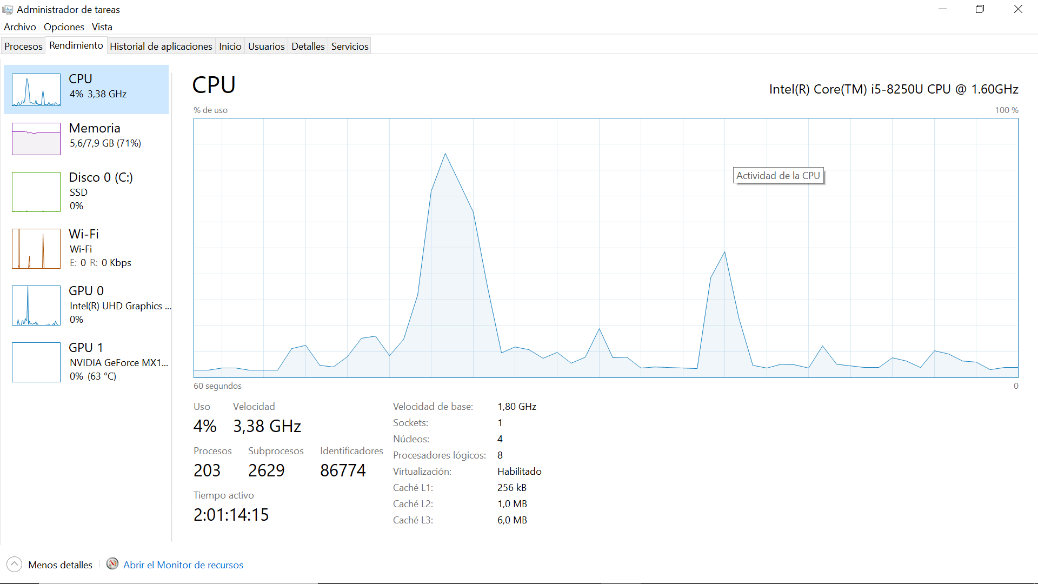 Administrador de tareas
Archivo Opciones Vista
Procesos Rendimiento Historial de aplicaciones Inicio Usuarios Detalles Servicios
CPU
4% 3,38 GHz
Memoria
5,6/7,9 GB (71%)
Disco 0 (C:)
SSD
0%
Wi-Fi
Wi-Fi
E: 0 R: 0 Kbps
GPU 0
Intel(R) UHD Graphics ...
0%
GPU 1
NVIDIA GeForce MX1...
0% (63 °C)
CPU
Intel(R) Core(TM) i5-8250U CPU @ 1.60GHz
% de uso 100 %
Actividad de la CPU
60 segundos 0
Uso Velocidad
4% 3,38 GHz
Procesos Subprocesos Identificadores
203 2629 86774
Tiempo activo
2:01:14:15
Velocidad de base: 1,80 GHz
Sockets: 1
Núcleos: 4
Procesadores lógicos: 8
Virtualización: Habilitado
Caché L1: 256 kB
Caché L2: 1,0 MB
Caché L3: 6,0 MB
Menos detalles Abrir el Monitor de recursos